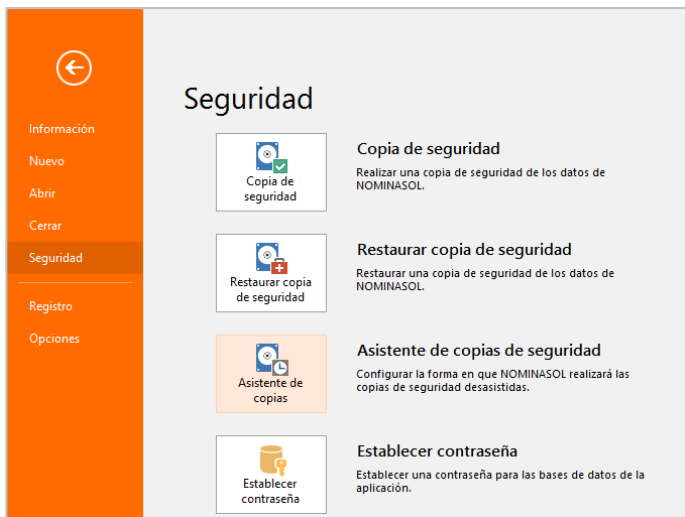 Seguridad
Información
Nuevo
Abrir
Cerrar
Seguridad
Registro
Opciones
Copia de
seguridad
Copia de seguridad
Realizar una copia de seguridad de los datos de
NOMINASOL.
Restaurar copia
de seguridad
Restaurar copia de seguridad
Restaurar una copia de seguridad de los datos de
NOMINASOL.
Asistente de
copias
Asistente de copias de seguridad
Configurar la forma en que NOMINASOL realizará las
copias de seguridad desasistidas.
Establecer
contraseña
Establecer contraseña
Establecer una contraseña para las bases de datos de la
aplicación.